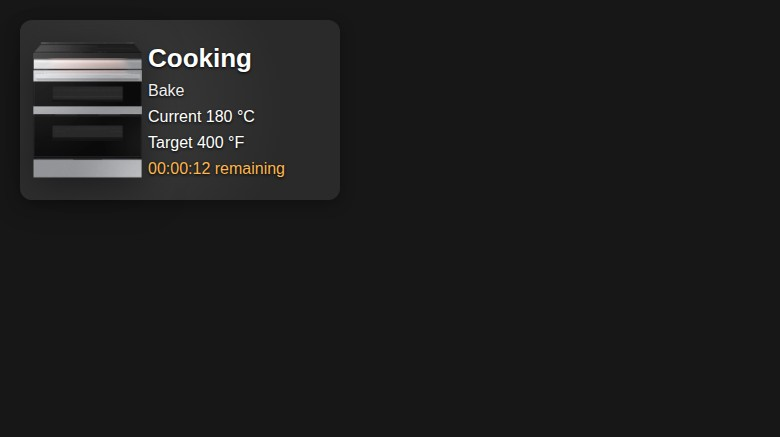 Cooking
Bake
Current 180 °C
Target 400 °F
00:00:12 remaining